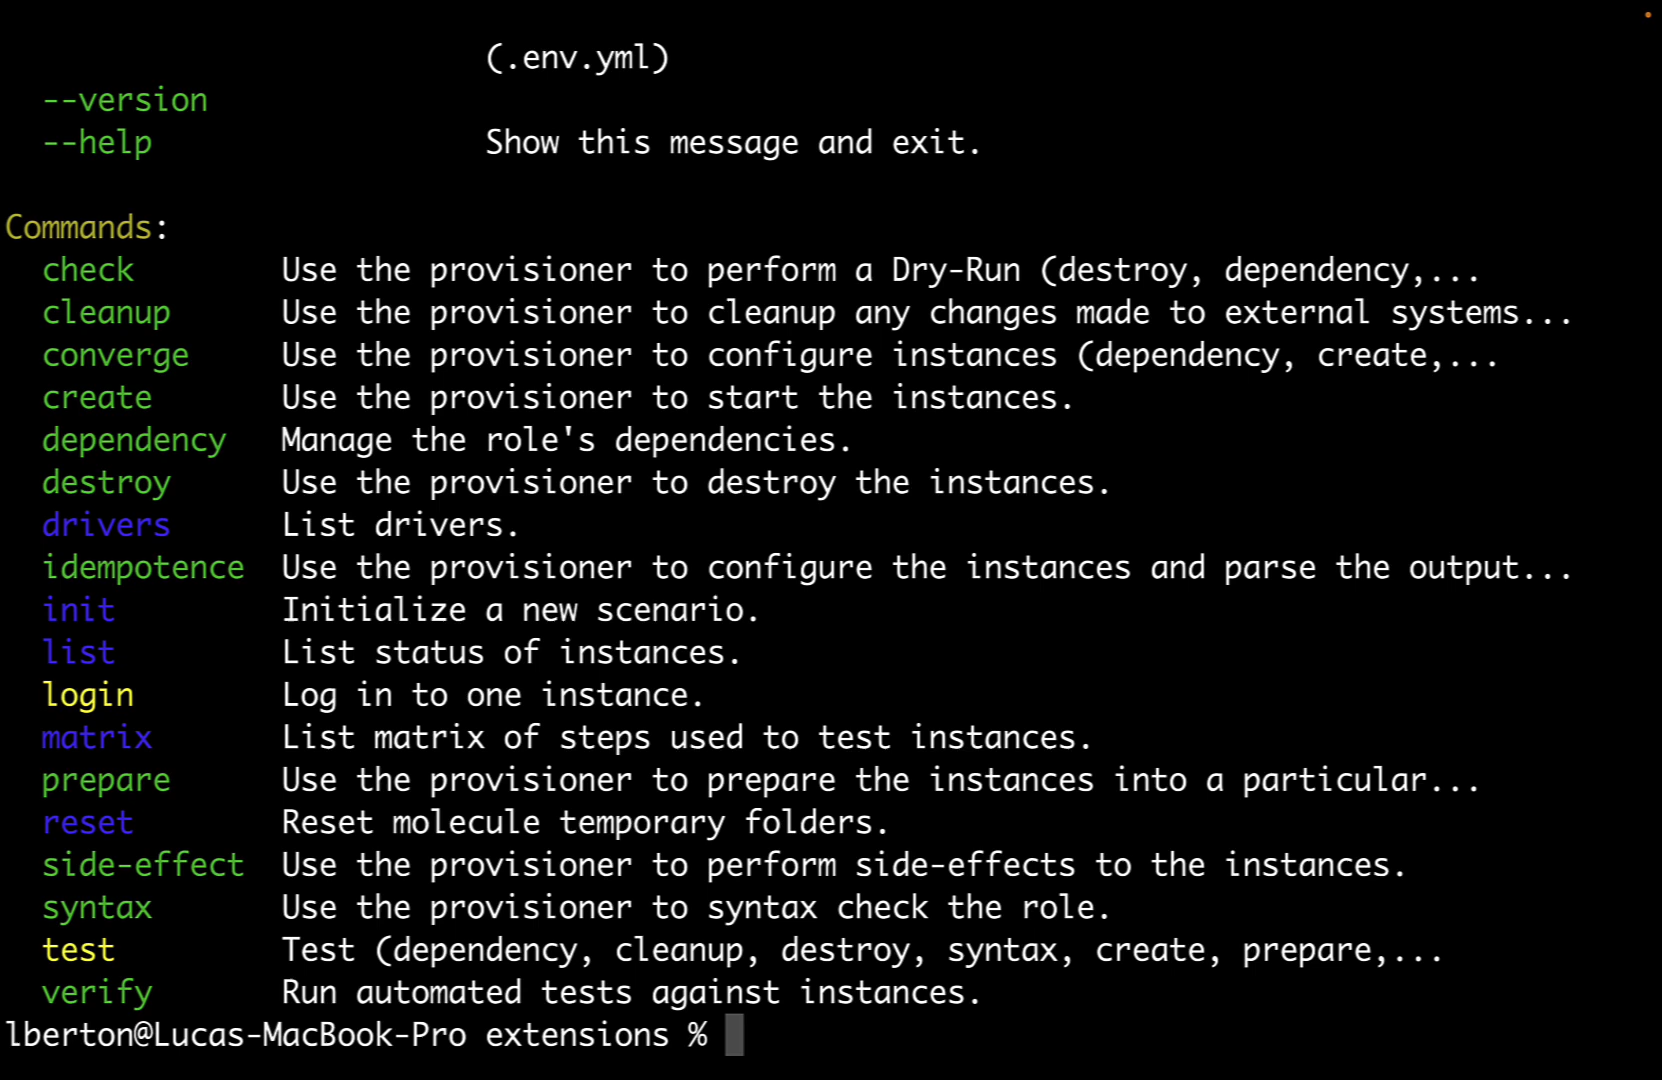 (.env.yml)
--version
--help Show this message and exit.
Commands:
check Use the provisioner to perform a Dry-Run (destroy, dependency,...
cleanup Use the provisioner to cleanup any changes made to external systems...
converge Use the provisioner to configure instances (dependency, create,...
create Use the provisioner to start the instances.
dependency Manage the role's dependencies.
destroy Use the provisioner to destroy the instances.
drivers List drivers.
idempotence Use the provisioner to configure the instances and parse the output...
init Initialize a new scenario.
list List status of instances.
login Log in to one instance.
matrix List matrix of steps used to test instances.
prepare Use the provisioner to prepare the instances into a particular...
reset Reset molecule temporary folders.
side-effect Use the provisioner to perform side-effects to the instances.
syntax Use the provisioner to syntax check the role.
test Test (dependency, cleanup, destroy, syntax, create, prepare,...
verify Run automated tests against instances.
lberton@Lucas-MacBook-Pro extensions %